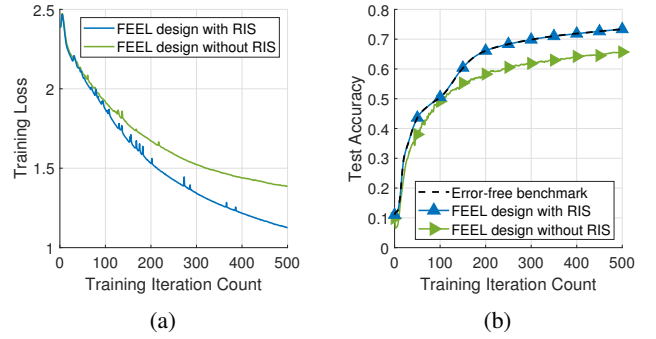 2.5
2
1.5
1
Training Loss
FEEL design with RIS
FEEL design without RIS
0 100 200 300 400 500
Training Iteration Count
(a)
0.8
0.7
0.6
0.5
0.4
0.3
0.2
0.1
0
Test Accuracy
Error-free benchmark
FEEL design with RIS
FEEL design without RIS
0 100 200 300 400 500
Training Iteration Count
(b)